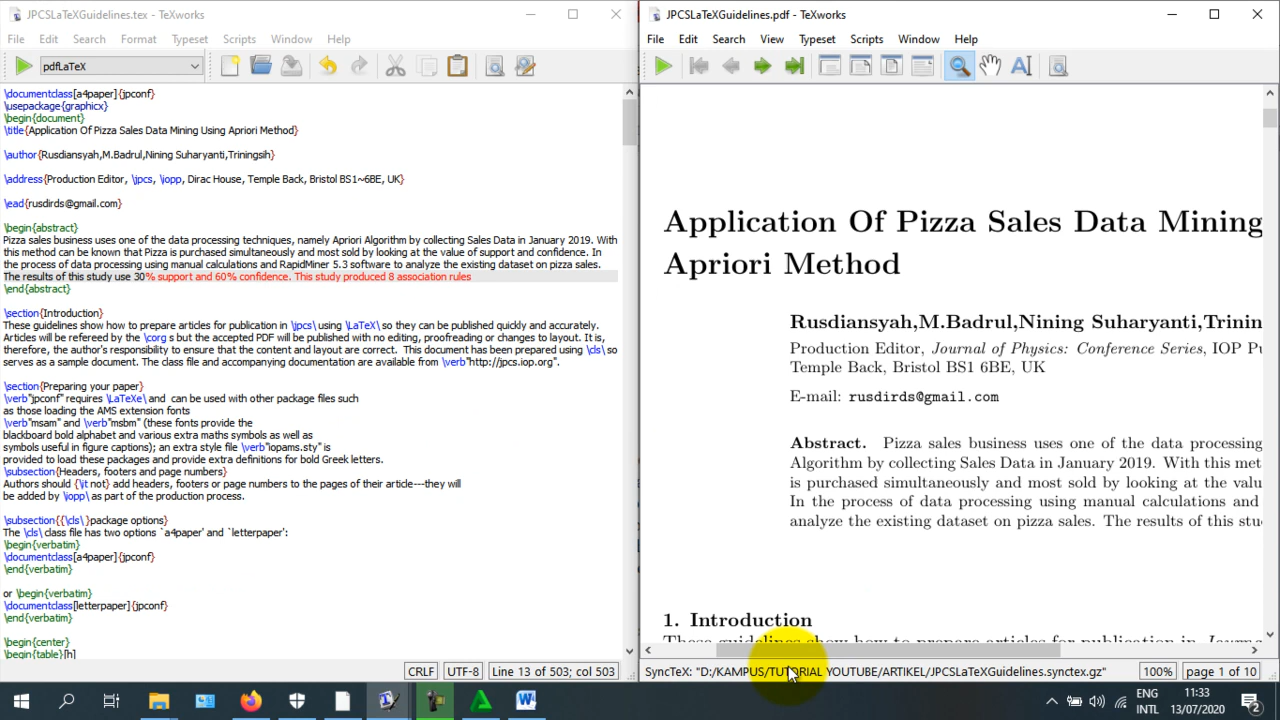 JPCSLaTeXGuidelines.tex - TeXworks
File Edit Search Format Typeset Scripts Window Help
pdfLaTeX
\documentclass[a4paper]{jpconf}
\usepackage{graphicx}
\begin{document}
\title{Application Of Pizza Sales Data Mining Using Apriori Method}
\author{Rusdiansyah,M.Badrul,Nining Suharyanti,Triningsih}
\address{Production Editor, \jpcs, \iopp, Dirac House, Temple Back, Bristol BS1~6BE, UK}
\ead{rusdirds@gmail.com}
\begin{abstract}
Pizza sales business uses one of the data processing techniques, namely Apriori Algorithm by collecting Sales Data in January 2019. With
this method can be known that Pizza is purchased simultaneously and most sold by looking at the value of support and confidence. In
the process of data processing using manual calculations and RapidMiner 5.3 software to analyze the existing dataset on pizza sales.
The results of this study use 30% support and 60% confidence. This study produced 8 association rules
\end{abstract}
\section{Introduction}
These guidelines show how to prepare articles for publication in \jpcs\ using \LaTeX\ so they can be published quickly and accurately.
Articles will be refereed by the \corg s but the accepted PDF will be published with no editing, proofreading or changes to layout. It is,
therefore, the author's responsibility to ensure that the content and layout are correct.  This document has been prepared using \cls\ so
serves as a sample document. The class file and accompanying documentation are available from \verb"http://jpcs.iop.org".
\section{Preparing your paper}
\verb"jpconf" requires \LaTeXe\ and  can be used with other package files such
as those loading the AMS extension fonts
\verb"msam" and \verb"msbm" (these fonts provide the
blackboard bold alphabet and various extra maths symbols as well as
symbols useful in figure captions); an extra style file \verb"iopams.sty" is
provided to load these packages and provide extra definitions for bold Greek letters.
\subsection{Headers, footers and page numbers}
Authors should {\it not} add headers, footers or page numbers to the pages of their article---they will
be added by \iopp\ as part of the production process.
\subsection{{\cls\ }package options}
The \cls\ class file has two options `a4paper' and `letterpaper':
\begin{verbatim}
\documentclass[a4paper]{jpconf}
\end{verbatim}
or \begin{verbatim}
\documentclass[letterpaper]{jpconf}
\end{verbatim}
\begin{center}
\begin{table}[h]
CRLF UTF-8 Line 13 of 503; col 503
JPCSLaTeXGuidelines.pdf - TeXworks
File Edit Search View Typeset Scripts Window Help
Application Of Pizza Sales Data Mining
Apriori Method
Rusdiansyah,M.Badrul,Nining Suharyanti,Trinin
Production Editor, Journal of Physics: Conference Series, IOP Pu
Temple Back, Bristol BS1 6BE, UK
E-mail: rusdirds@gmail.com
Abstract. Pizza sales business uses one of the data processing
Algorithm by collecting Sales Data in January 2019. With this met
is purchased simultaneously and most sold by looking at the valu
In the process of data processing using manual calculations and
analyze the existing dataset on pizza sales. The results of this stu
1. Introduction
These guidelines show how to prepare articles for publication in Journ
SyncTeX: "D:/KAMPUS/TUTORIAL YOUTUBE/ARTIKEL/JPCSLaTeXGuidelines.synctex.gz" 100% page 1 of 10
ENG 11:33
INTL 13/07/2020 2